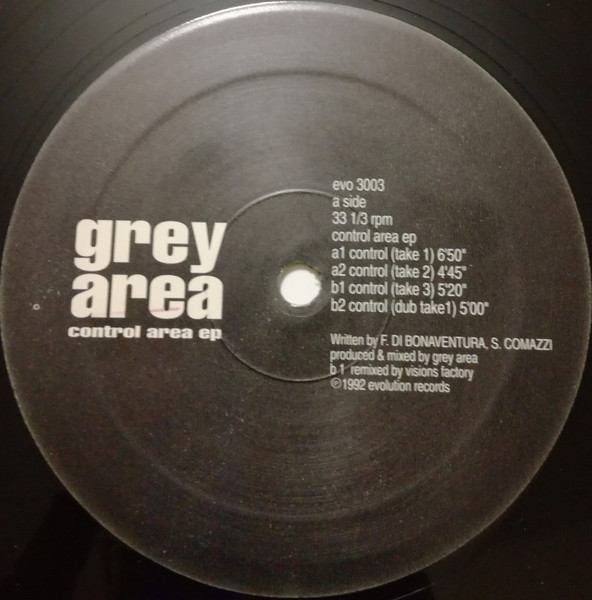 grey
area
control area ep
evo 3003
a side
33 1/3 rpm
control area ep
a1 control (take 1) 6'50"
a2 control (take 2) 4'45"
b1 control (take 3) 5'20"
b2 control (dub take1) 5'00"
Written by F. DI BONAVENTURA, S. COMAZZI
produced & mixed by grey area
b 1 remixed by visions factory
℗1992 evolution records